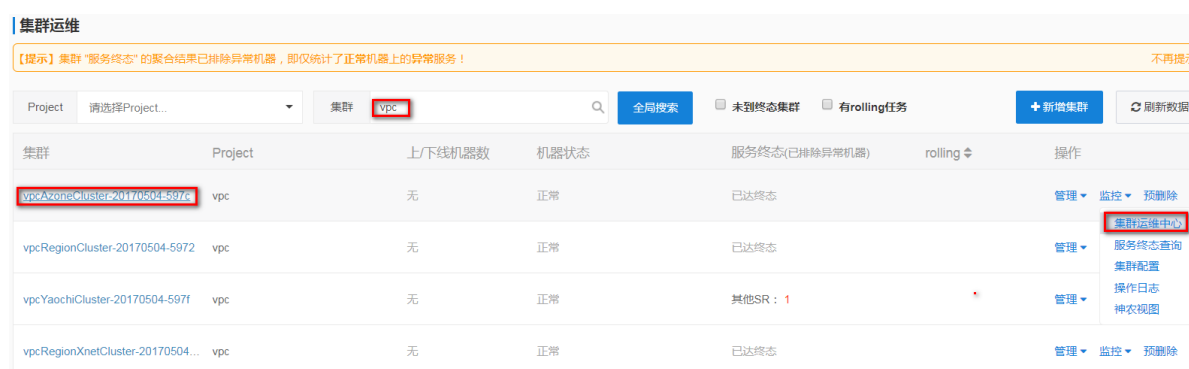 集群运维
【提示】集群 "服务终态" 的聚合结果已排除异常机器，即仅统计了正常机器上的异常服务！ 不再提示
Project 请选择Project... 集群 vpc 全局搜索 未到终态集群 有rolling任务 +新增集群 刷新数据
集群 Project 上/下线机器数 机器状态 服务终态(已排除异常机器) rolling 操作
vpcAzoneCluster-20170504-597c vpc 无 正常 已达终态 管理 监控 预删除
集群运维中心
vpcRegionCluster-20170504-5972 vpc 无 正常 已达终态 管理 服务终态查询
集群配置
操作日志
vpcYaochiCluster-20170504-597f vpc 无 正常 其他SR： 1 管理
神农视图
vpcRegionXnetCluster-20170504... vpc 无 正常 已达终态 管理 监控 预删除